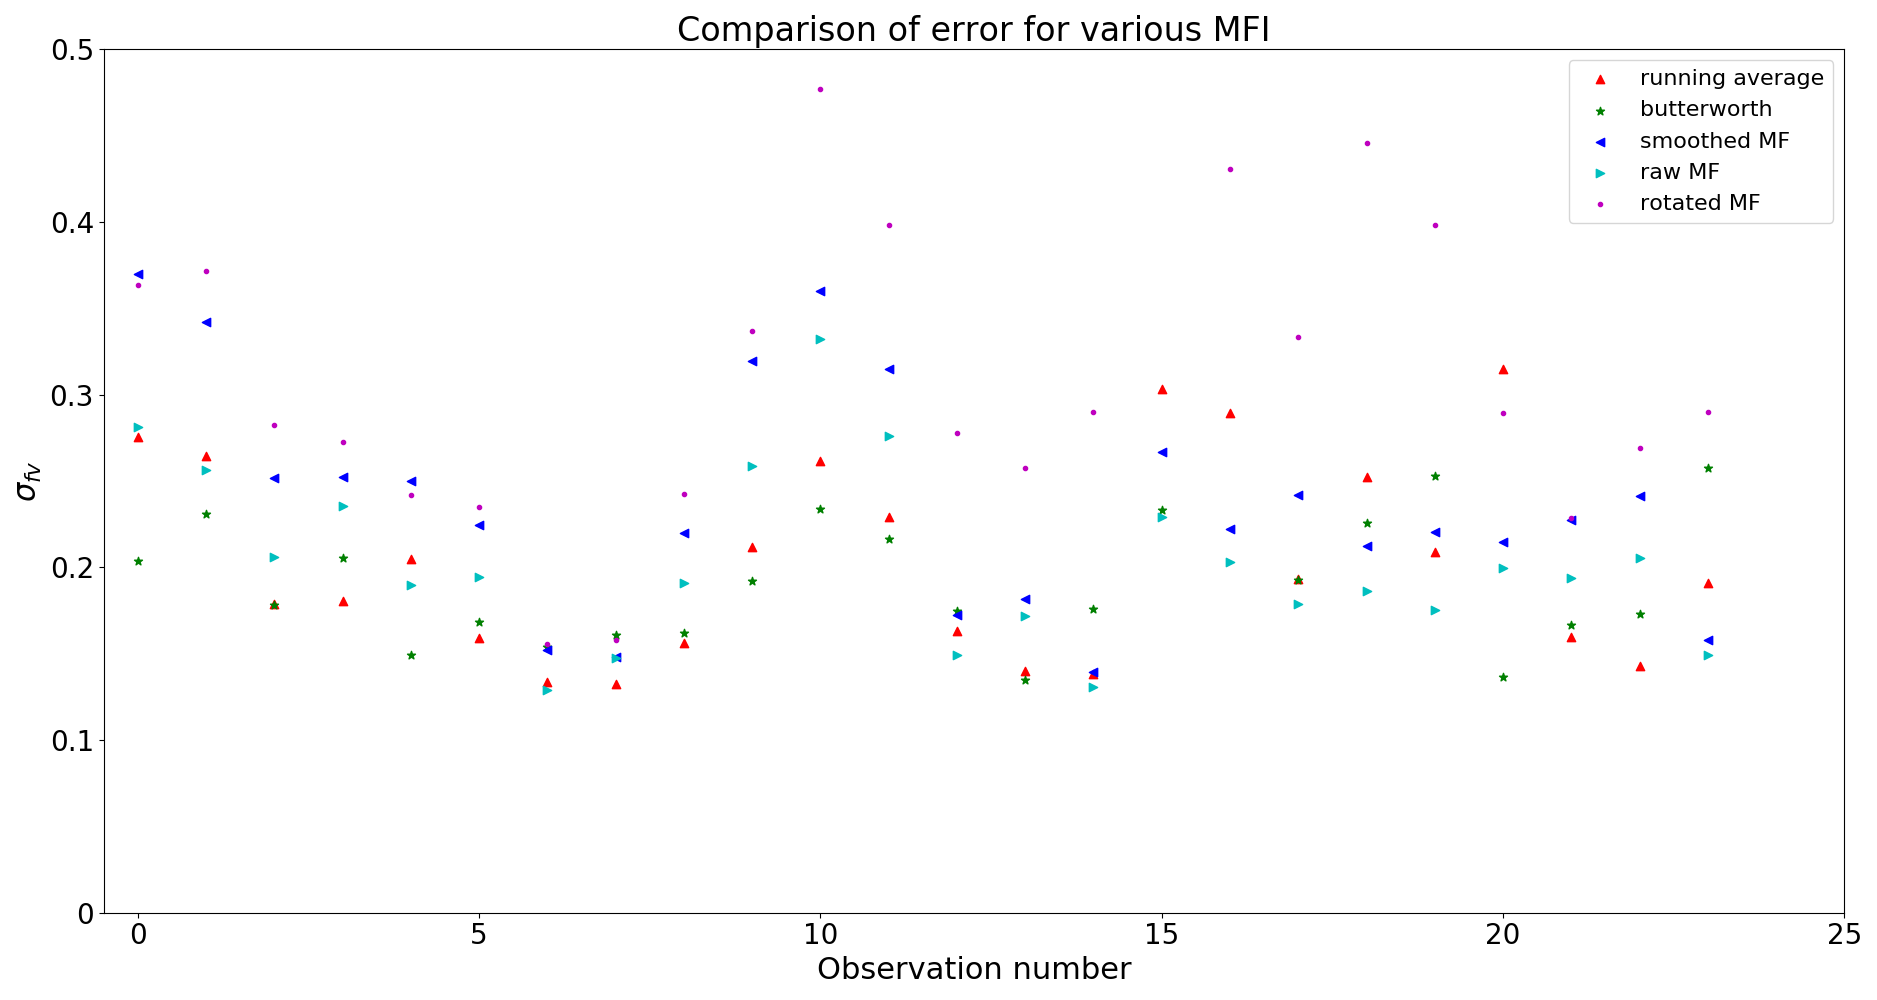 Comparison of error for various MFI
0.5
0.4
0.3
0.2
0.1
0
σfv
running average
butterworth
smoothed MF
raw MF
rotated MF
0 5 10 15 20 25
Observation number